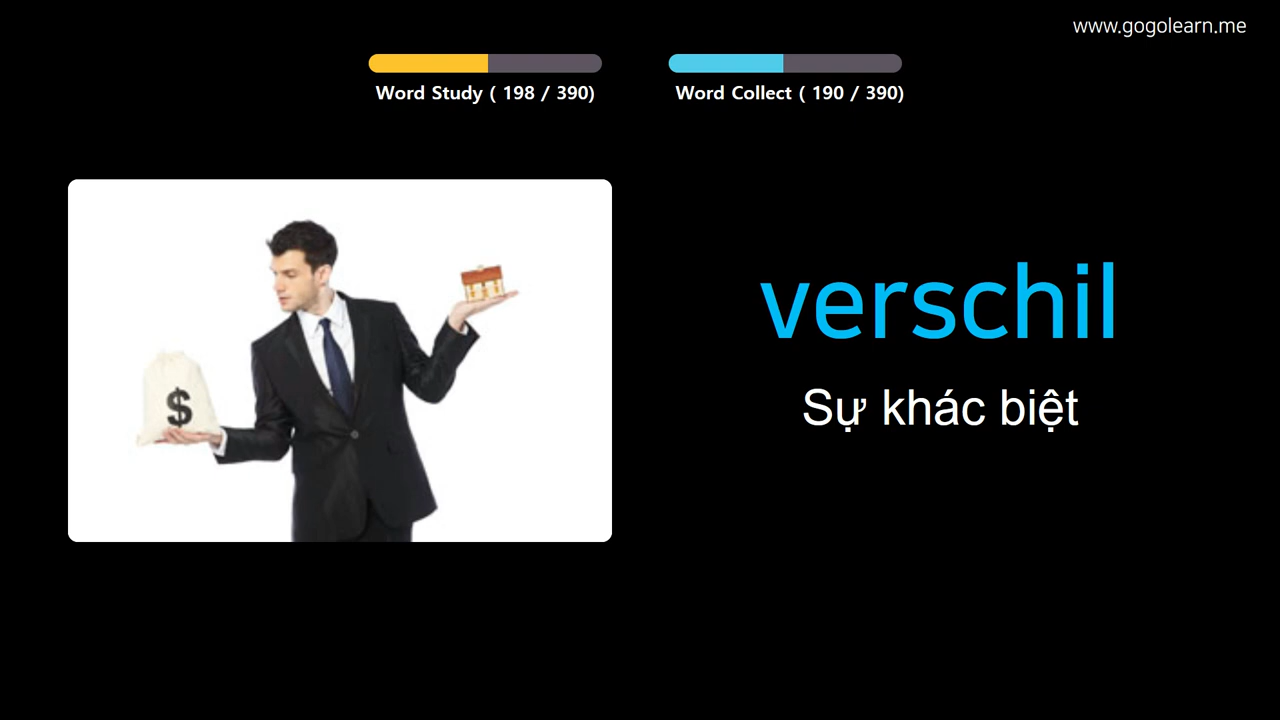 www.gogolearn.me
Word Study ( 198 / 390)
Word Collect ( 190 / 390)
$
verschil
Sự khác biệt